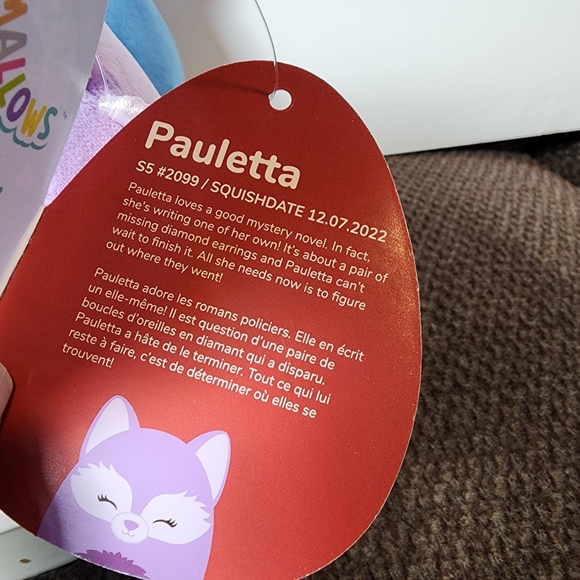 MALLOWS
Pauletta
S5 #2099 / SQUISHDATE 12.07.2022
Pauletta loves a good mystery novel. In fact,
she's writing one of her own! It's about a pair of
missing diamond earrings and Pauletta can't
wait to finish it. All she needs now is to figure
out where they went!
Pauletta adore les romans policiers. Elle en écrit
un elle-même! Il est question d'une paire de
boucles d'oreilles en diamant qui a disparu.
Pauletta a hâte de le terminer. Tout ce qui lui
reste à faire, c'est de déterminer où elles se
trouvent!